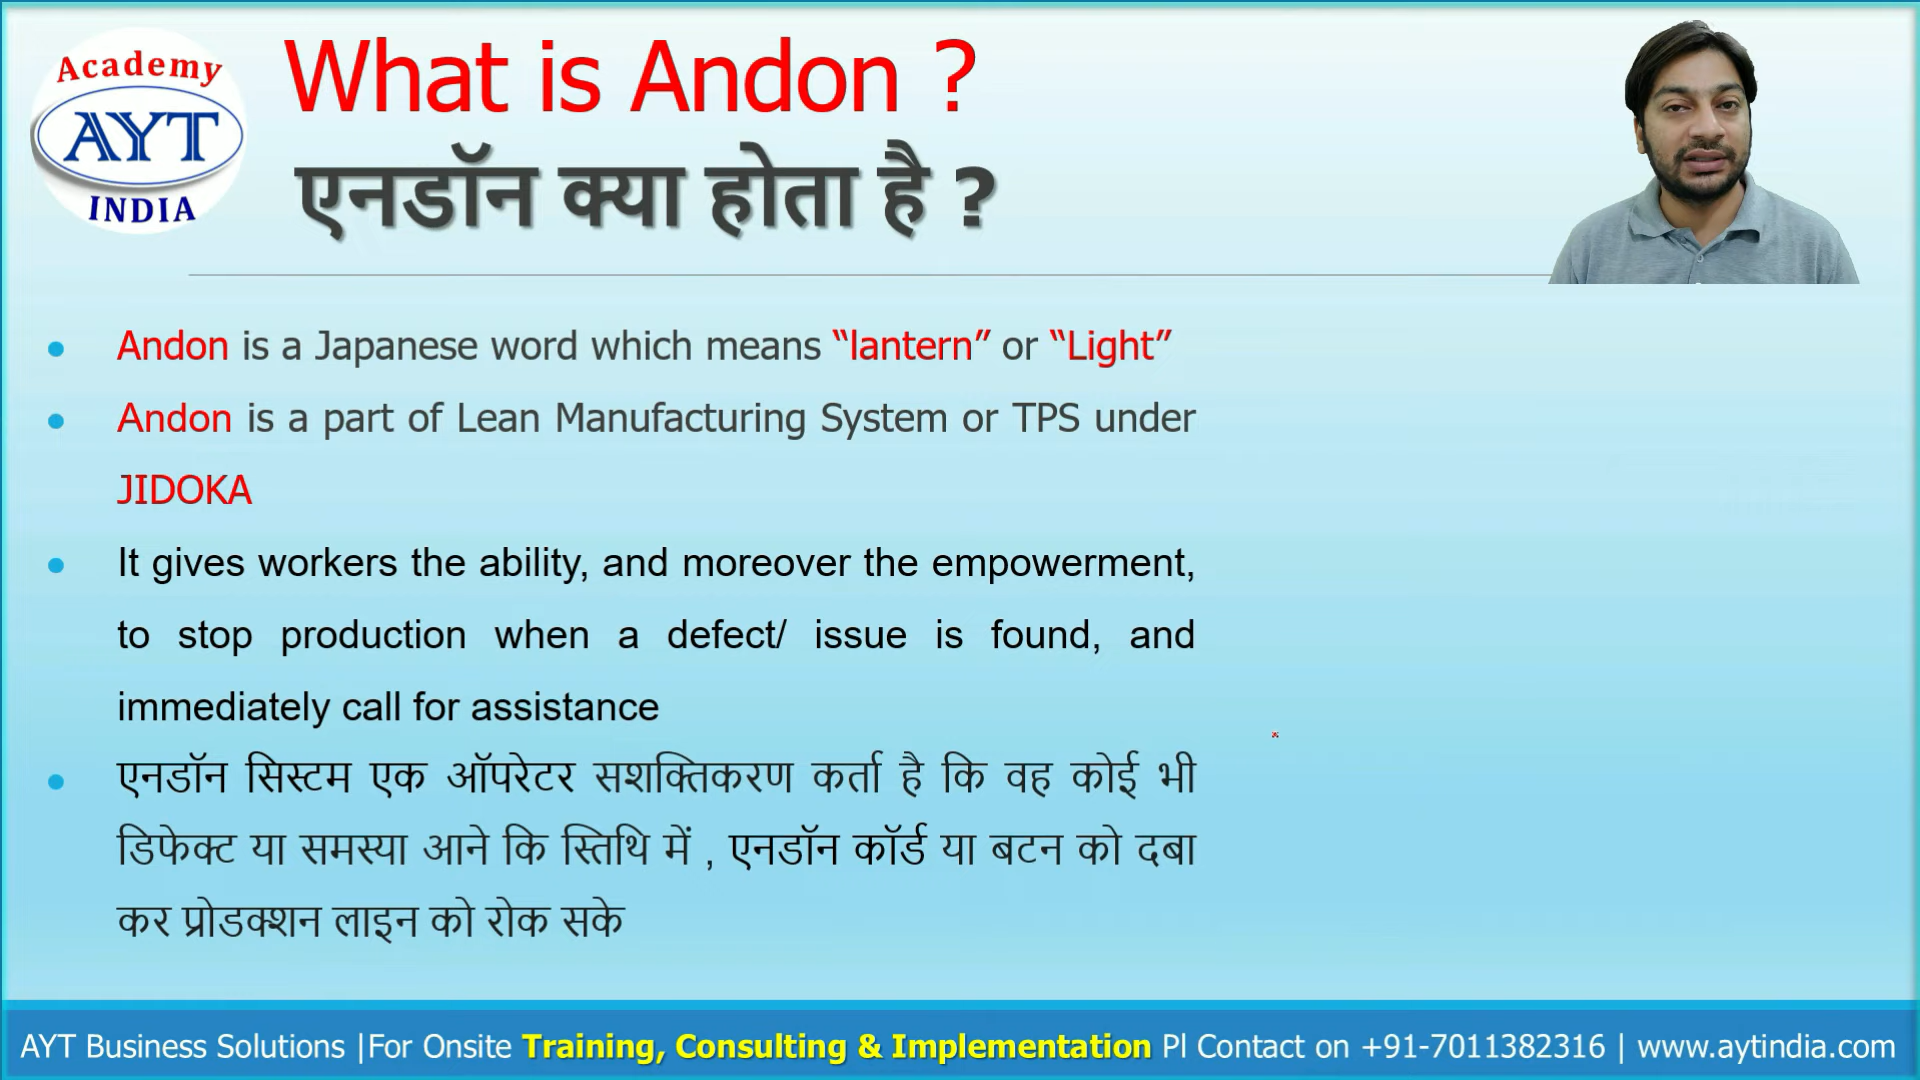 Academy
AYT
INDIA
What is Andon ?
एनडॉन क्या होता है ?
Andon is a Japanese word which means “lantern” or “Light”
Andon is a part of Lean Manufacturing System or TPS under
JIDOKA
It gives workers the ability, and moreover the empowerment,
to stop production when a defect/ issue is found, and
immediately call for assistance
एनडॉन सिस्टम एक ऑपरेटर सशक्तिकरण कर्ता है कि वह कोई भी
डिफेक्ट या समस्या आने कि स्तिथि में , एनडॉन कॉर्ड या बटन को दबा
कर प्रोडक्शन लाइन को रोक सके
AYT Business Solutions |For Onsite Training, Consulting & Implementation Pl Contact on +91-7011382316 | www.aytindia.com